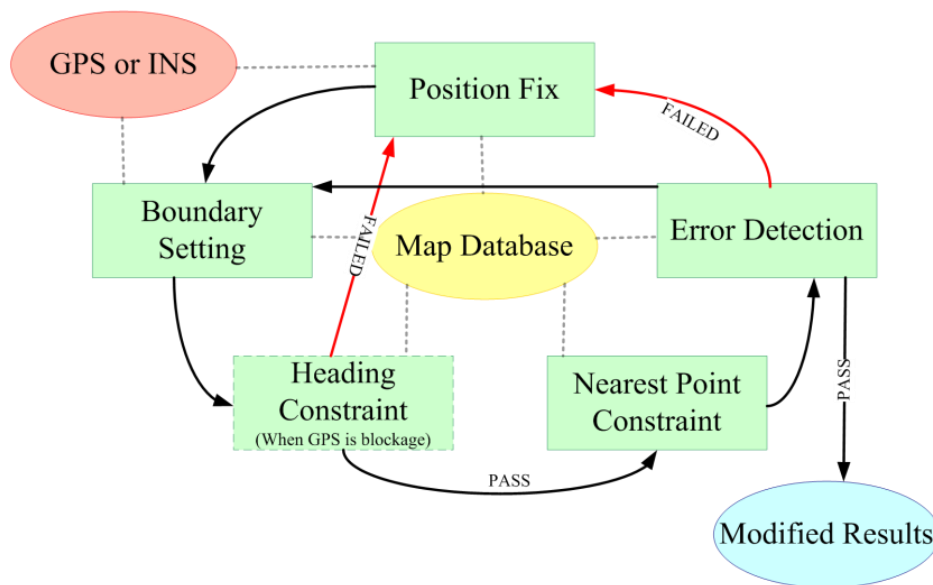 GPS or INS
Position Fix
FAILED
Boundary
Setting
FAILED
Map Database
Error Detection
Heading
Constraint
(When GPS is blockage)
Nearest Point
Constraint
PASS
PASS
Modified Results